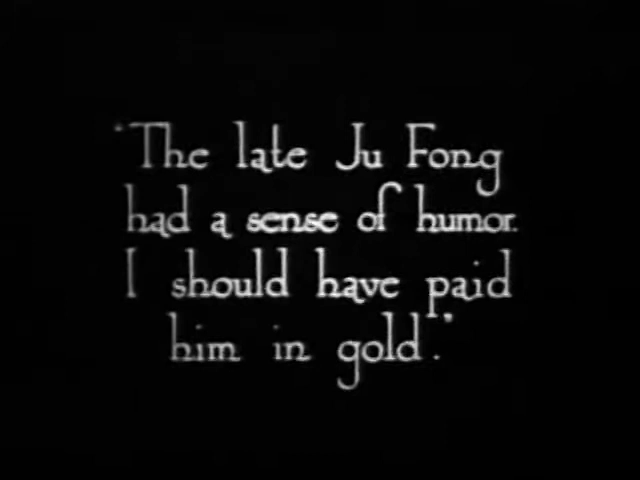 "The late Ju Fong
had a sense of humor.
I should have paid
him in gold."